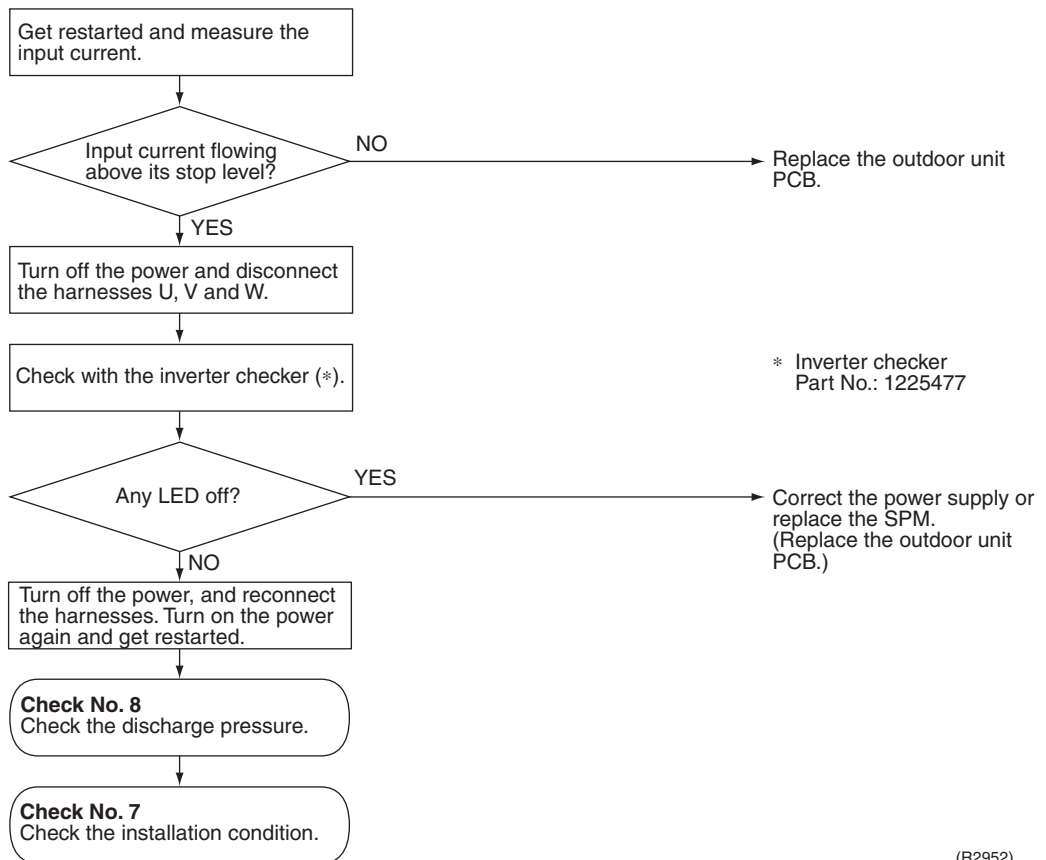 Get restarted and measure the
input current.
Input current flowing
above its stop level?
NO
Replace the outdoor unit
PCB.
YES
Turn off the power and disconnect
the harnesses U, V and W.
Check with the inverter checker (*).
* Inverter checker
Part No.: 1225477
Any LED off?
YES
Correct the power supply or
replace the SPM.
(Replace the outdoor unit
PCB.)
NO
Turn off the power, and reconnect
the harnesses. Turn on the power
again and get restarted.
Check No. 8
Check the discharge pressure.
Check No. 7
Check the installation condition.
(R2952)